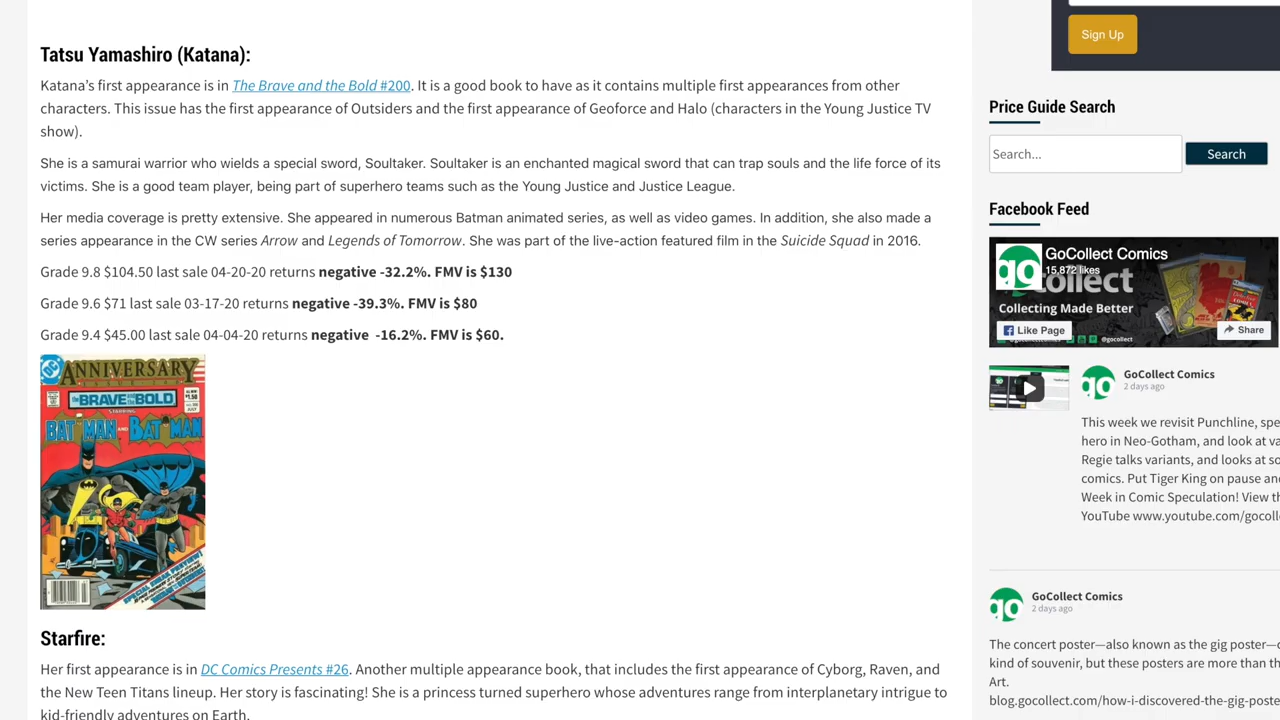 Tatsu Yamashiro (Katana):
Katana’s first appearance is in The Brave and the Bold #200. It is a good book to have as it contains multiple first appearances from other
characters. This issue has the first appearance of Outsiders and the first appearance of Geoforce and Halo (characters in the Young Justice TV
show).
She is a samurai warrior who wields a special sword, Soultaker. Soultaker is an enchanted magical sword that can trap souls and the life force of its
victims. She is a good team player, being part of superhero teams such as the Young Justice and Justice League.
Her media coverage is pretty extensive. She appeared in numerous Batman animated series, as well as video games. In addition, she also made a
series appearance in the CW series Arrow and Legends of Tomorrow. She was part of the live-action featured film in the Suicide Squad in 2016.
Grade 9.8 $104.50 last sale 04-20-20 returns negative -32.2%. FMV is $130
Grade 9.6 $71 last sale 03-17-20 returns negative -39.3%. FMV is $80
Grade 9.4 $45.00 last sale 04-04-20 returns negative  -16.2%. FMV is $60.
DC
ANNIVERSARY
The BRAVE and the BOLD
STARRING
BATMAN AND BATMAN
Starfire:
Her first appearance is in DC Comics Presents #26. Another multiple appearance book, that includes the first appearance of Cyborg, Raven, and
the New Teen Titans lineup. Her story is fascinating! She is a princess turned superhero whose adventures range from interplanetary intrigue to
kid-friendly adventures on Earth.
Sign Up
Price Guide Search
Search...
Search
Facebook Feed
go
GoCollect Comics
15,872 likes
collect
Collecting Made Better
Like Page
Share
@gocollect
go
GoCollect Comics
2 days ago
This week we revisit Punchline, spe
hero in Neo-Gotham, and look at va
Regie talks variants, and looks at so
comics. Put Tiger King on pause and
Week in Comic Speculation! View th
YouTube www.youtube.com/gocolle
go
GoCollect Comics
2 days ago
The concert poster—also known as the gig poster—
kind of souvenir, but these posters are more than th
Art.
blog.gocollect.com/how-i-discovered-the-gig-poste